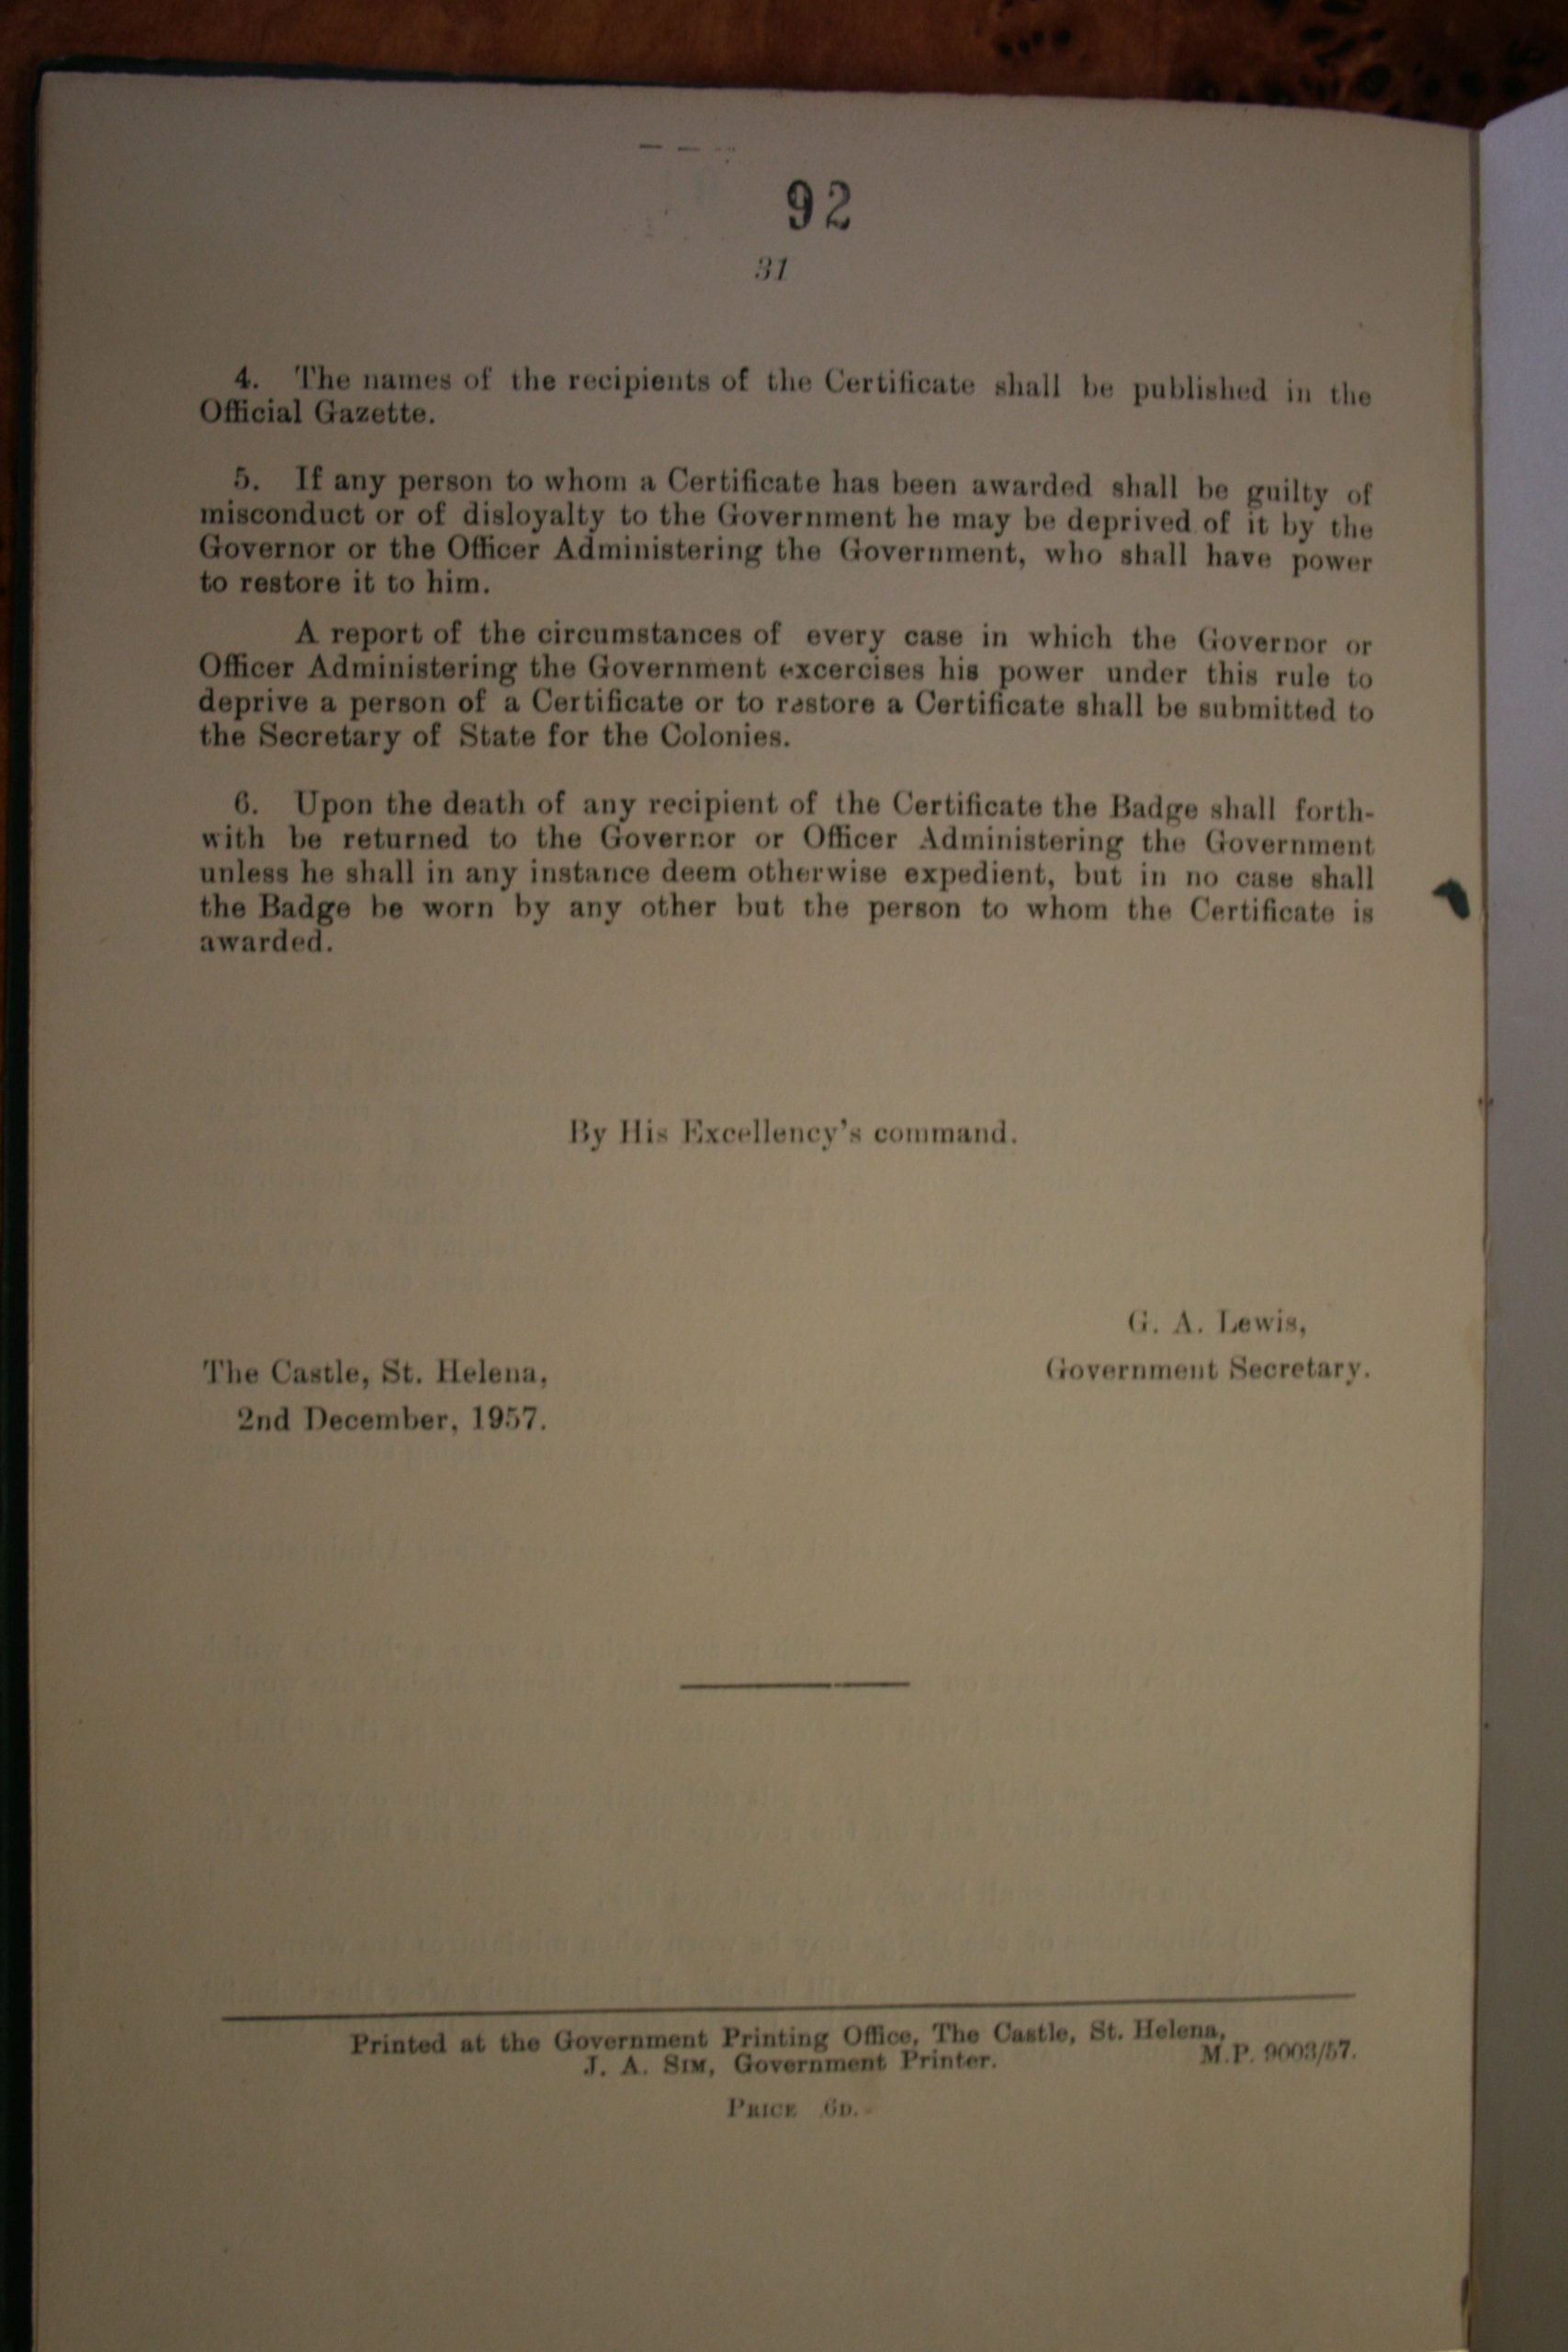 92
31
4. The names of the recipients of the Certificate shall be published in the
Official Gazette.
5. If any person to whom a Certificate has been awarded shall be guilty of
misconduct or of disloyalty to the Government he may be deprived of it by the
Governor or the Officer Administering the Government, who shall have power
to restore it to him.
A report of the circumstances of every case in which the Governor or
Officer Administering the Government excercises his power under this rule to
deprive a person of a Certificate or to restore a Certificate shall be submitted to
the Secretary of State for the Colonies.
6. Upon the death of any recipient of the Certificate the Badge shall forth-
with be returned to the Governor or Officer Administering the Government
unless he shall in any instance deem otherwise expedient, but in no case shall
the Badge be worn by any other but the person to whom the Certificate is
awarded.
By His Excellency's command.
G. A. Lewis,
Government Secretary.
The Castle, St. Helena,
2nd December, 1957.
Printed at the Government Printing Office, The Castle, St. Helena,
J. A. SIM, Government Printer. M.P. 9003/57.
PRICE 6D.